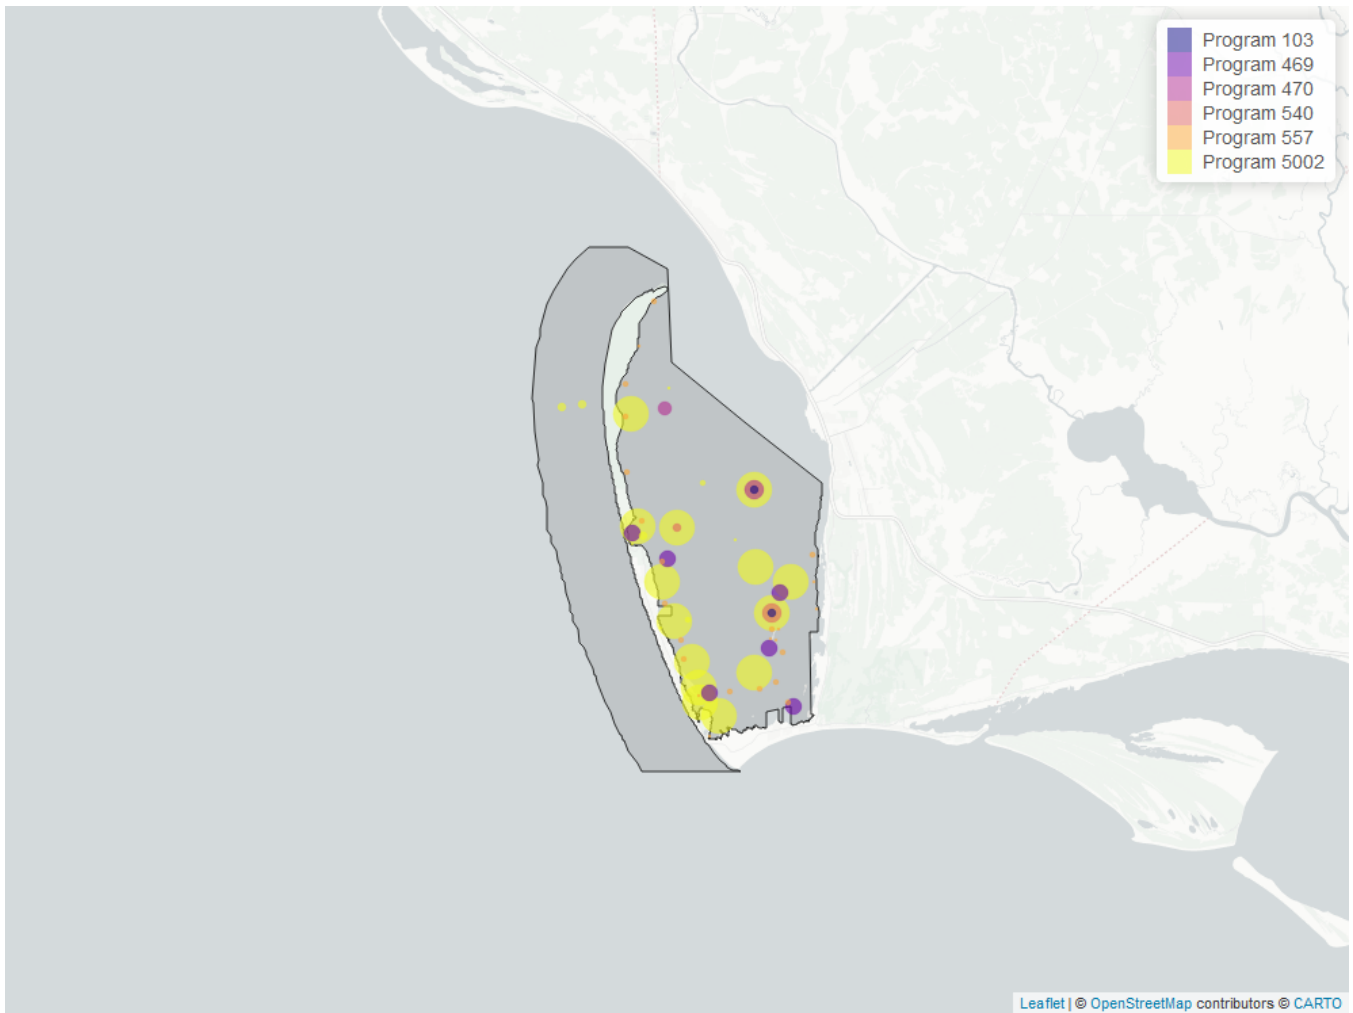 Program 103
Program 469
Program 470
Program 540
Program 557
Program 5002
Leaflet | © OpenStreetMap contributors © CARTO